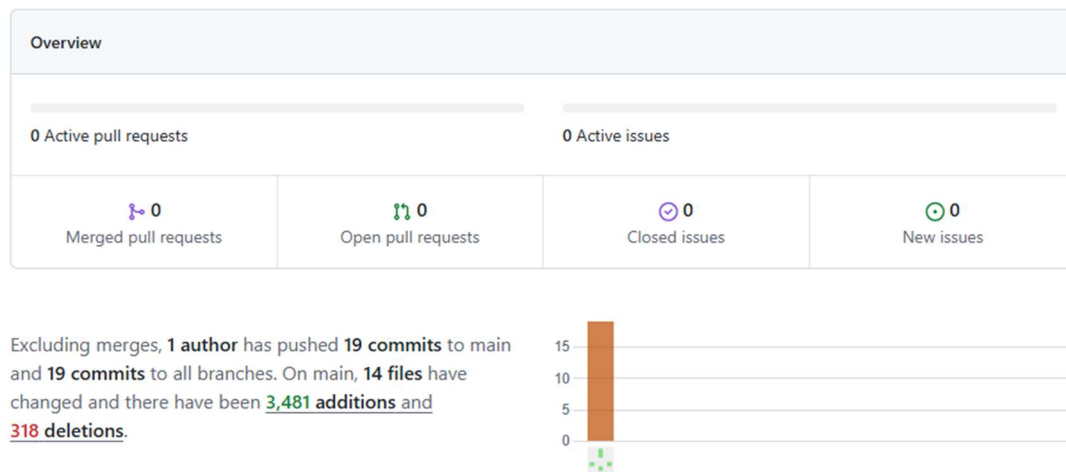 Overview
0 Active pull requests
0 Active issues
0
Merged pull requests
0
Open pull requests
0
Closed issues
0
New issues
Excluding merges, 1 author has pushed 19 commits to main
and 19 commits to all branches. On main, 14 files have
changed and there have been 3,481 additions and
318 deletions.
15
10
5
0